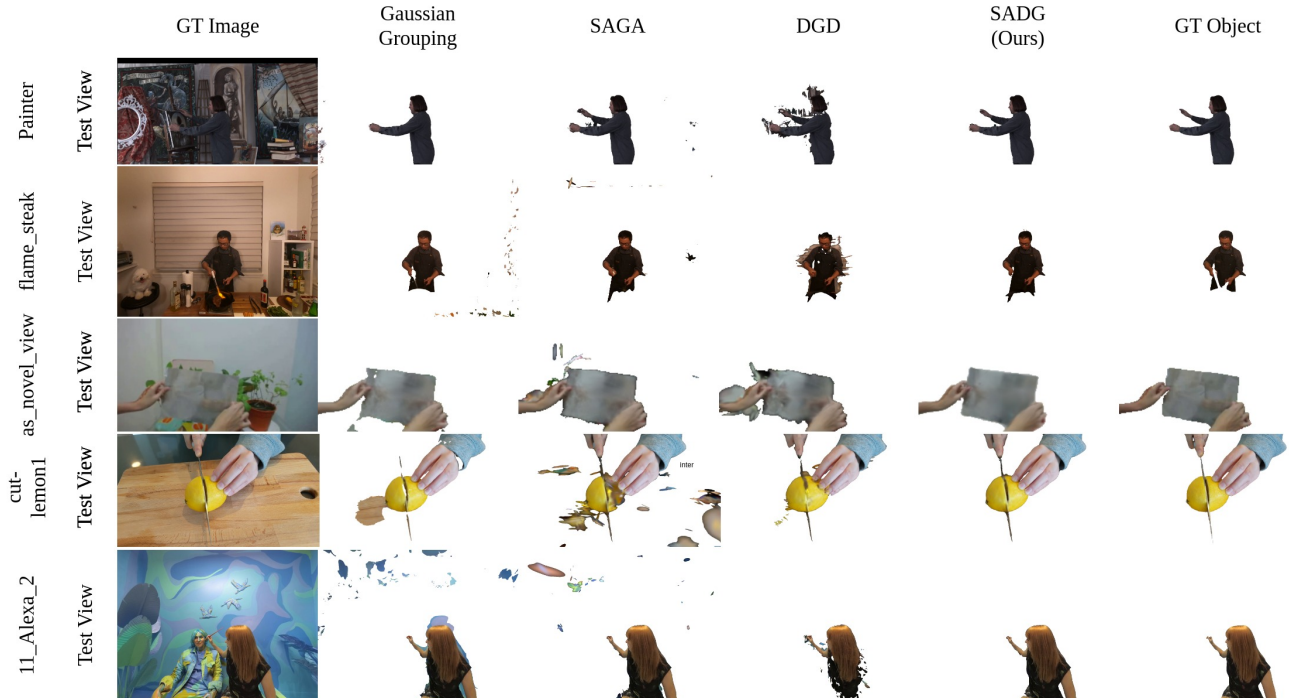 GT Image
Gaussian
Grouping
SAGA
DGD
SADG
(Ours)
GT Object
Painter
Test View
flame_steak
Test View
as_novel_view
Test View
cut-
lemon1
Test View
inter
11_Alexa_2
Test View